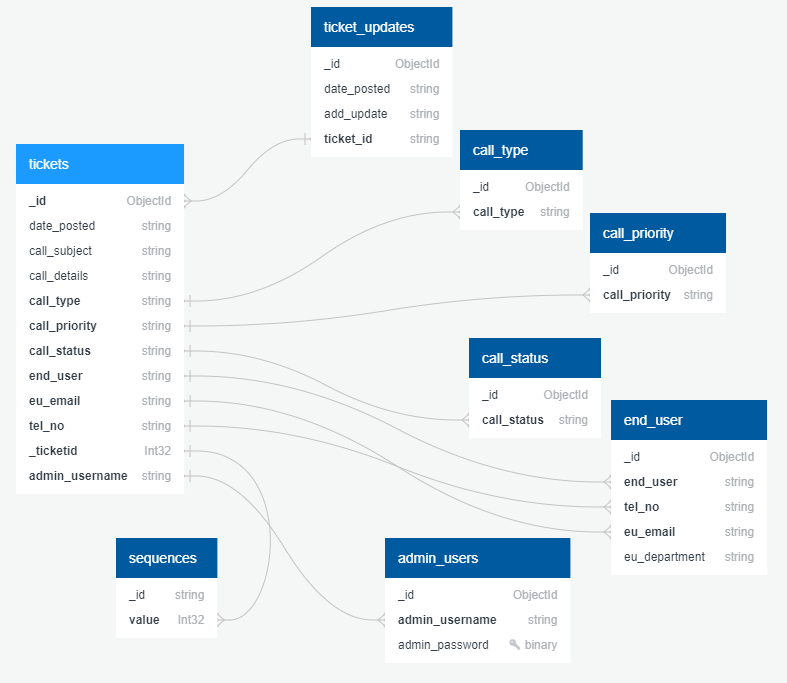 ticket_updates
_id ObjectId
date_posted string
add_update string
ticket_id string
call_type
_id ObjectId
call_type string
tickets
_id ObjectId
date_posted string
call_subject string
call_details string
call_type string
call_priority string
call_status string
end_user string
eu_email string
tel_no string
_ticketid Int32
admin_username string
call_priority
_id ObjectId
call_priority string
call_status
_id ObjectId
call_status string
end_user
_id ObjectId
end_user string
tel_no string
eu_email string
eu_department string
sequences
_id string
value Int32
admin_users
_id ObjectId
admin_username string
admin_password binary